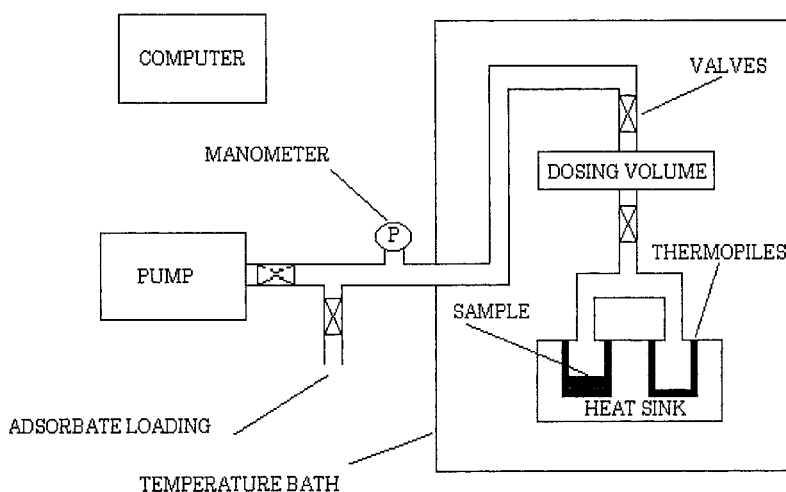 COMPUTER
VALVES
MANOMETER
DOSING VOLUME
P
PUMP
THERMOPILES
SAMPLE
HEAT SINK
ADSORBATE LOADING
TEMPERATURE BATH